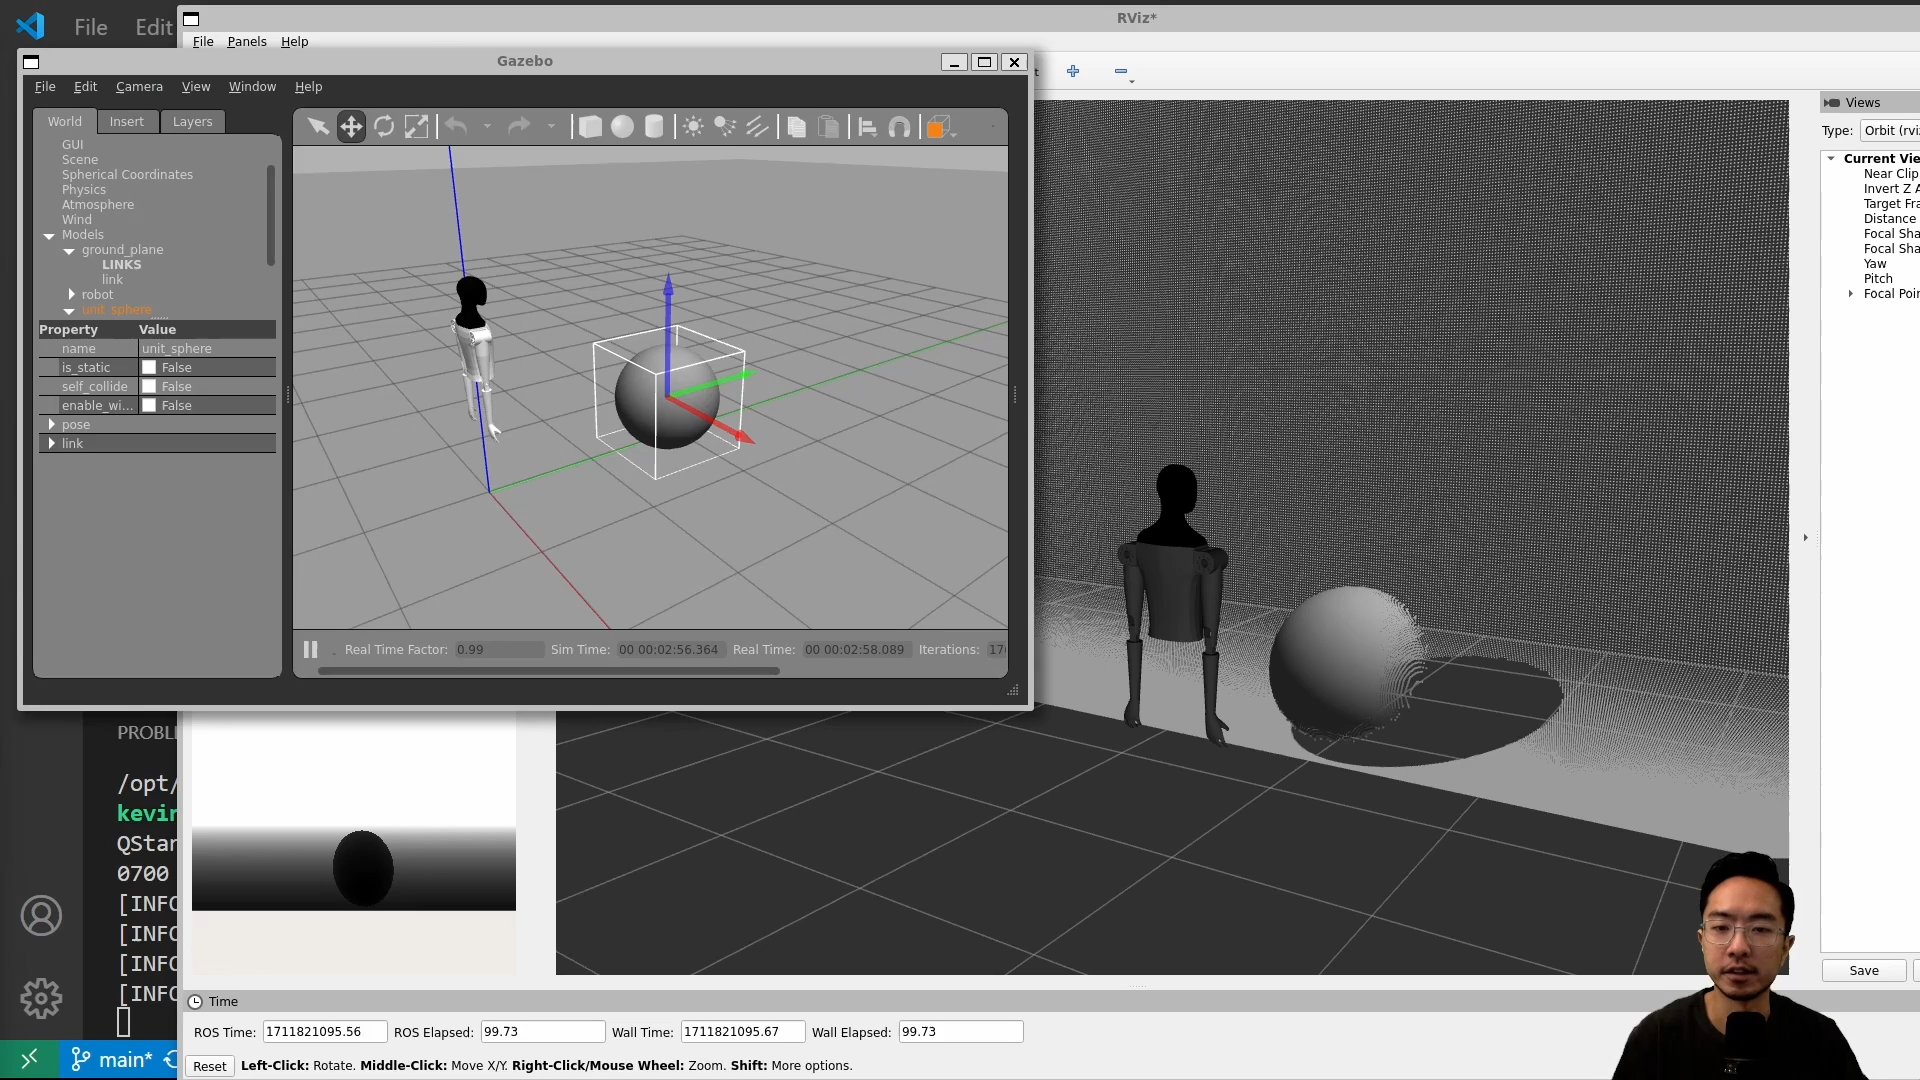 File Edit
RViz*
File Panels Help
Gazebo
File Edit Camera View Window Help
World Insert Layers
GUI
Scene
Spherical Coordinates
Physics
Atmosphere
Wind
Models
ground_plane
LINKS
link
robot
unit_sphere
Property Value
name unit_sphere
is_static False
self_collide False
enable_wi... False
pose
link
Real Time Factor: 0.99 Sim Time: 00 00:02:56.364 Real Time: 00 00:02:58.089 Iterations: 17
Views
Type: Orbit (rviz
Current Vie
Near Clip
Invert Z A
Target Fra
Distance
Focal Sha
Focal Sha
Yaw
Pitch
Focal Poin
Save
PROBL
/opt/
kevin
QStan
0700
[INFO
[INFO
[INFO
[INFO
main*
Time
ROS Time: 1711821095.56 ROS Elapsed: 99.73 Wall Time: 1711821095.67 Wall Elapsed: 99.73
Reset Left-Click: Rotate. Middle-Click: Move X/Y. Right-Click/Mouse Wheel: Zoom. Shift: More options.